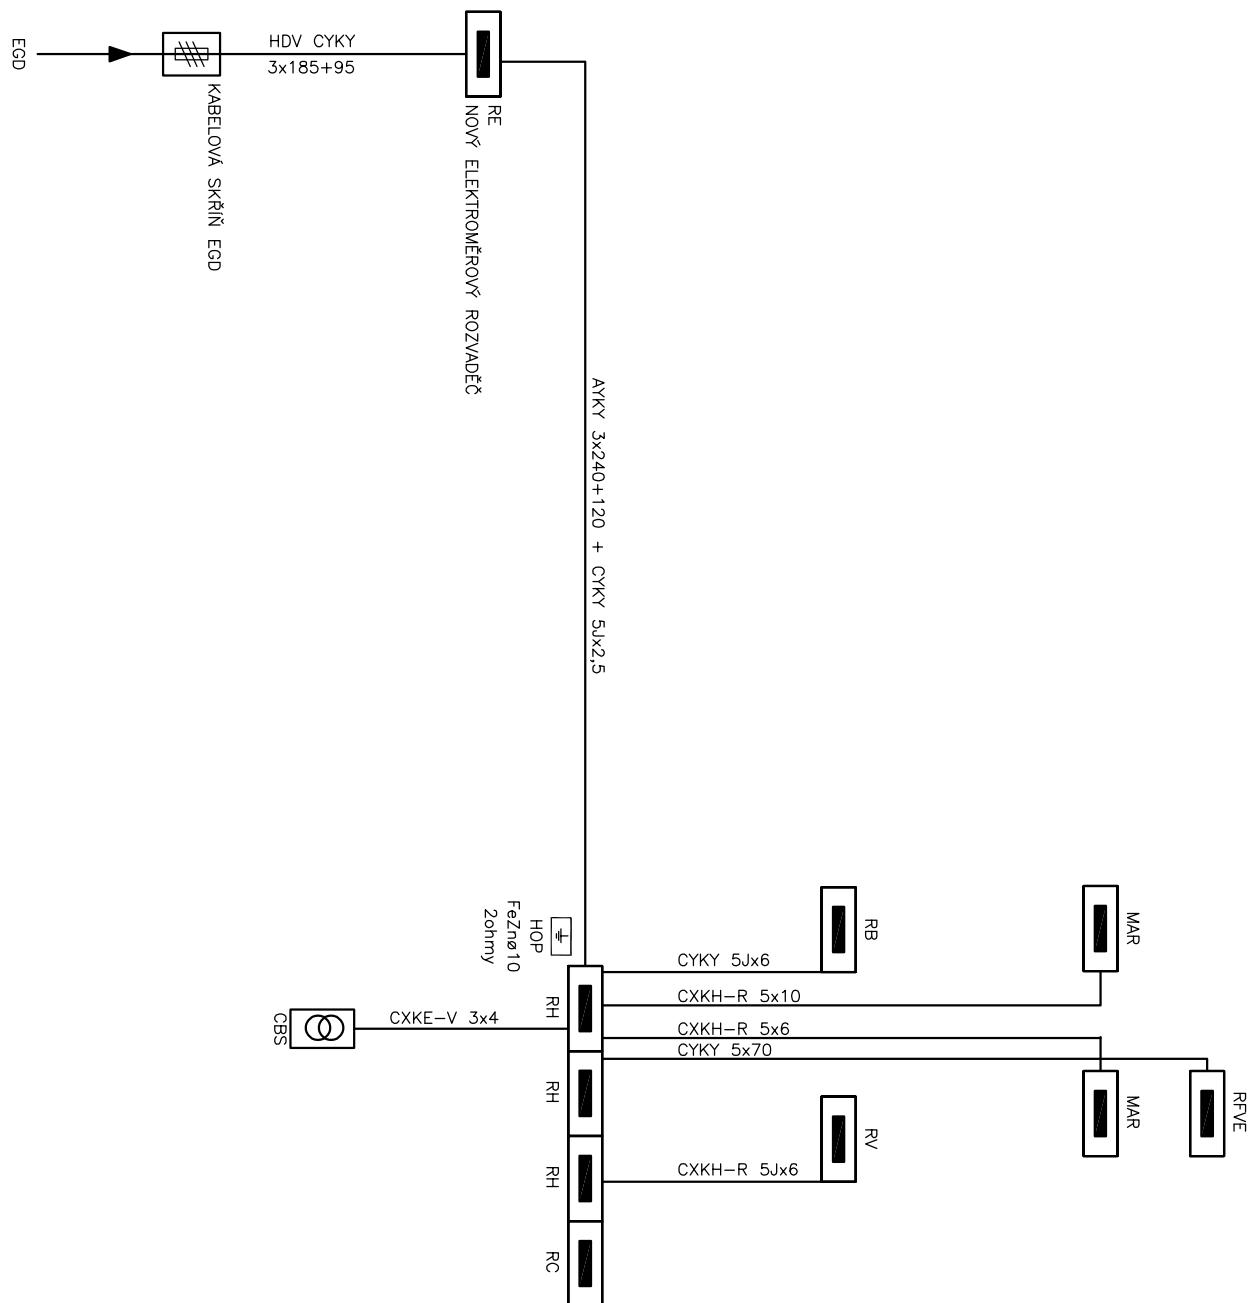 EGD
HDV CYKY
3x185+95
KABELOVÁ SKŘÍŇ EGD
RE
NOVÝ ELEKTROMĚROVÝ ROZVADĚČ
AYKY 3x240+120 + CYKY 5Jx2,5
HOP
FeZnø10
2ohmy
RB
MAR
CYKY 5Jx6
CXKH-R 5x10
CXKH-R 5x6
CYKY 5x70
CXKE-V 3x4
CBS
RH
RH
RH
RC
RV
MAR
RFVE
CXKH-R 5Jx6